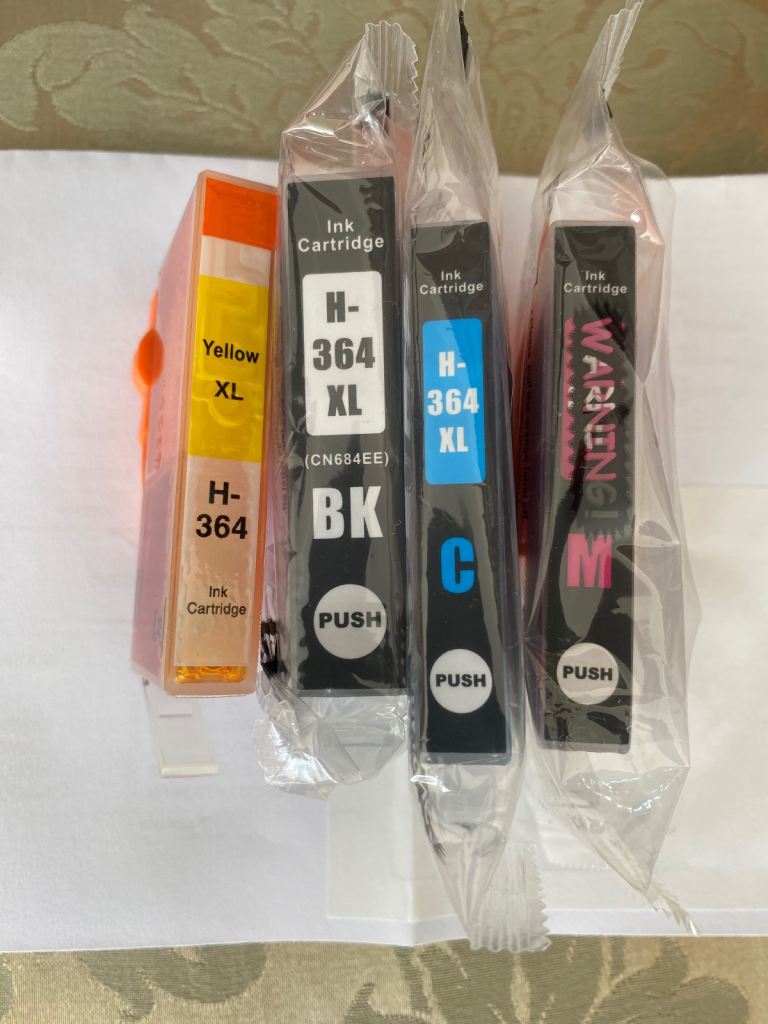 Yellow
XL
H-
364
Ink
Cartridge
Ink
Cartridge
H-
364
XL
(CN684EE)
BK
PUSH
Ink
Cartridge
H-
364
XL
C
PUSH
Ink
Cartridge
WARNING!
M
PUSH